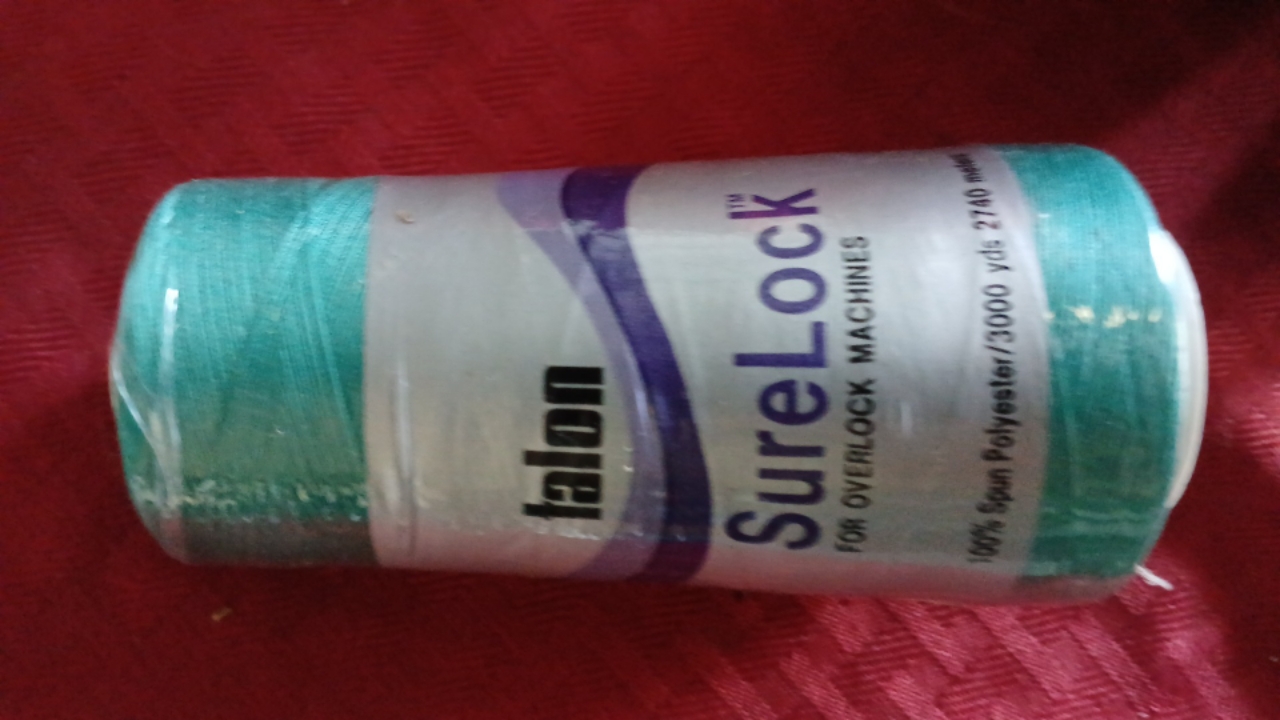 talon
SureLock™
FOR OVERLOCK MACHINES
100% Spun Polyester/3000 yds 2740 meters